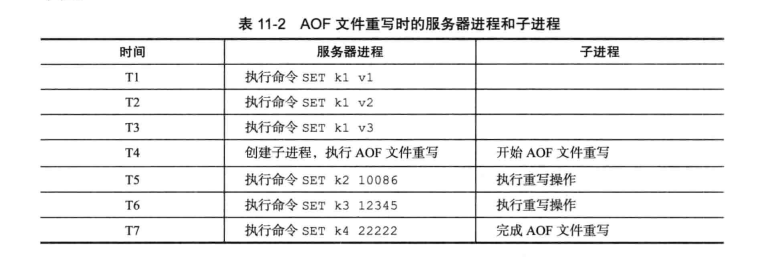 表 11-2 AOF 文件重写时的服务器进程和子进程
时间 服务器进程 子进程
T1 执行命令 SET k1 v1
T2 执行命令 SET k1 v2
T3 执行命令 SET k1 v3
T4 创建子进程，执行 AOF 文件重写 开始 AOF 文件重写
T5 执行命令 SET k2 10086 执行重写操作
T6 执行命令 SET k3 12345 执行重写操作
T7 执行命令 SET k4 22222 完成 AOF 文件重写